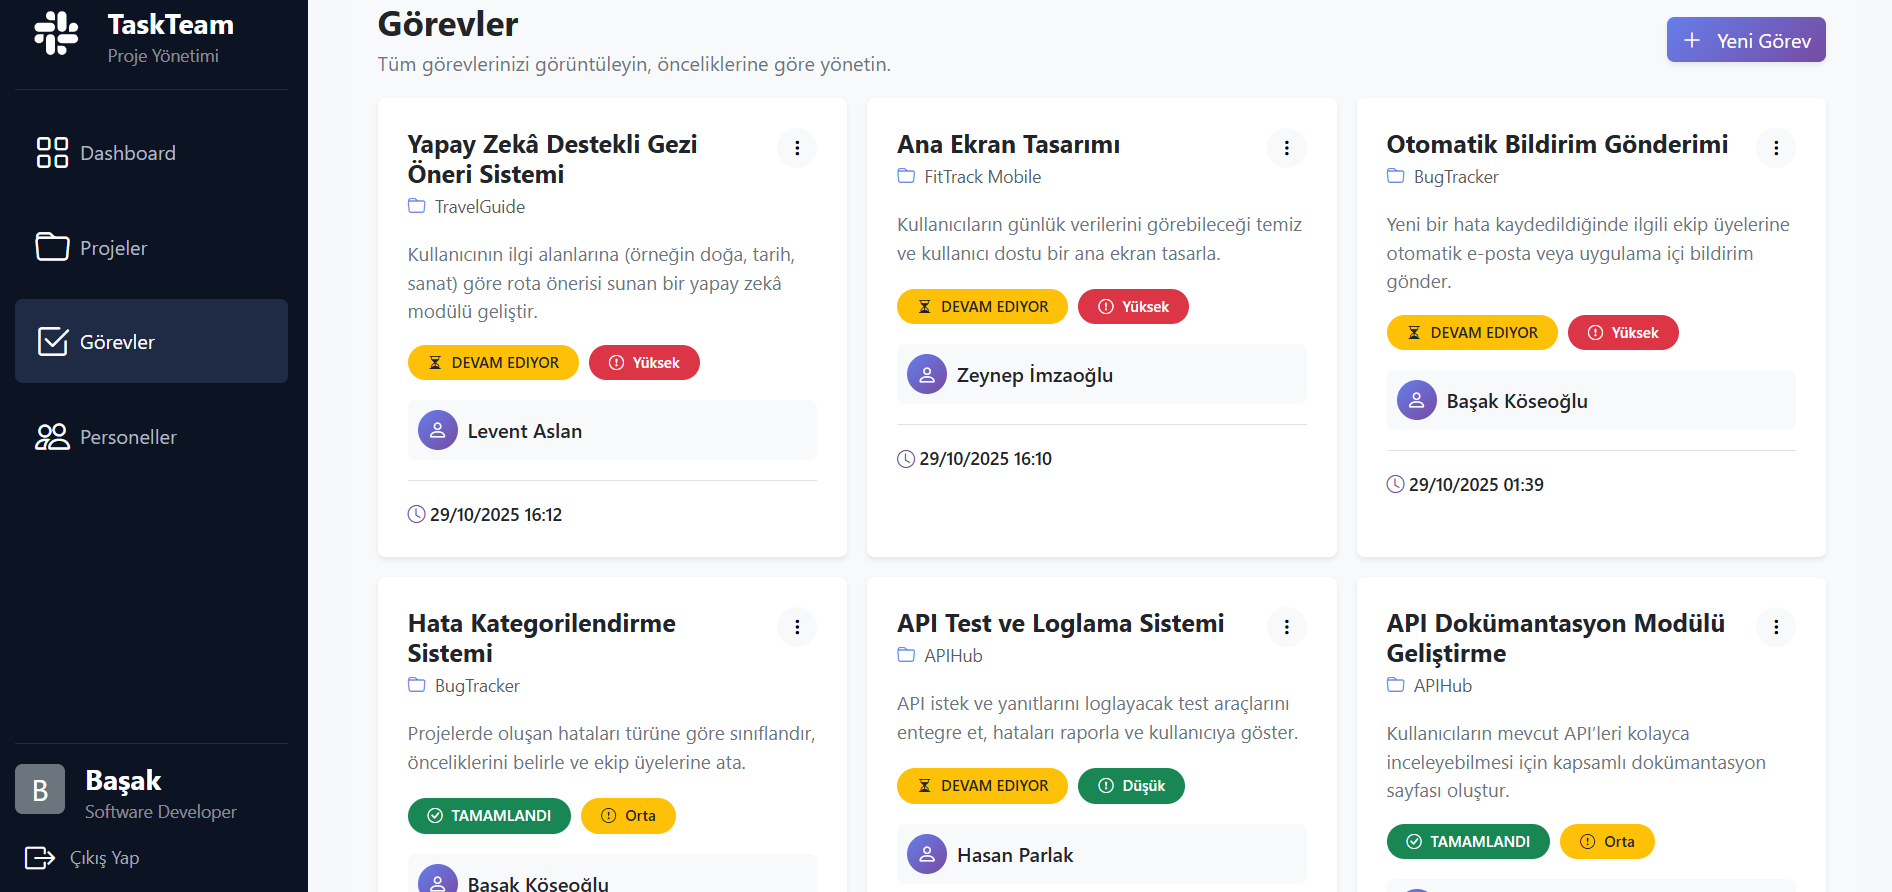 TaskTeam
Proje Yönetimi
Dashboard
Projeler
Görevler
Personeller
B
Başak
Software Developer
Çıkış Yap
Görevler
Tüm görevlerinizi görüntüleyin, önceliklerine göre yönetin.
Yeni Görev
Yapay Zekâ Destekli Gezi
Öneri Sistemi
TravelGuide
Kullanıcının ilgi alanlarına (örneğin doğa, tarih,
sanat) göre rota önerisi sunan bir yapay zekâ
modülü geliştir.
DEVAM EDIYOR
Yüksek
Levent Aslan
29/10/2025 16:12
Ana Ekran Tasarımı
FitTrack Mobile
Kullanıcıların günlük verilerini görebileceği temiz
ve kullanıcı dostu bir ana ekran tasarla.
DEVAM EDIYOR
Yüksek
Zeynep İmzaoğlu
29/10/2025 16:10
Otomatik Bildirim Gönderimi
BugTracker
Yeni bir hata kaydedildiğinde ilgili ekip üyelerine
otomatik e-posta veya uygulama içi bildirim
gönder.
DEVAM EDIYOR
Yüksek
Başak Köseoğlu
29/10/2025 01:39
Hata Kategorilendirme
Sistemi
BugTracker
Projelerde oluşan hataları türüne göre sınıflandır,
önceliklerini belirle ve ekip üyelerine ata.
TAMAMLANDI
Orta
Başak Köseoğlu
API Test ve Loglama Sistemi
APIHub
API istek ve yanıtlarını loglayacak test araçlarını
entegre et, hataları raporla ve kullanıcıya göster.
DEVAM EDIYOR
Düşük
Hasan Parlak
API Dokümantasyon Modülü
Geliştirme
APIHub
Kullanıcıların mevcut API’leri kolayca
inceleyebilmesi için kapsamlı dokümantasyon
sayfası oluştur.
TAMAMLANDI
Orta